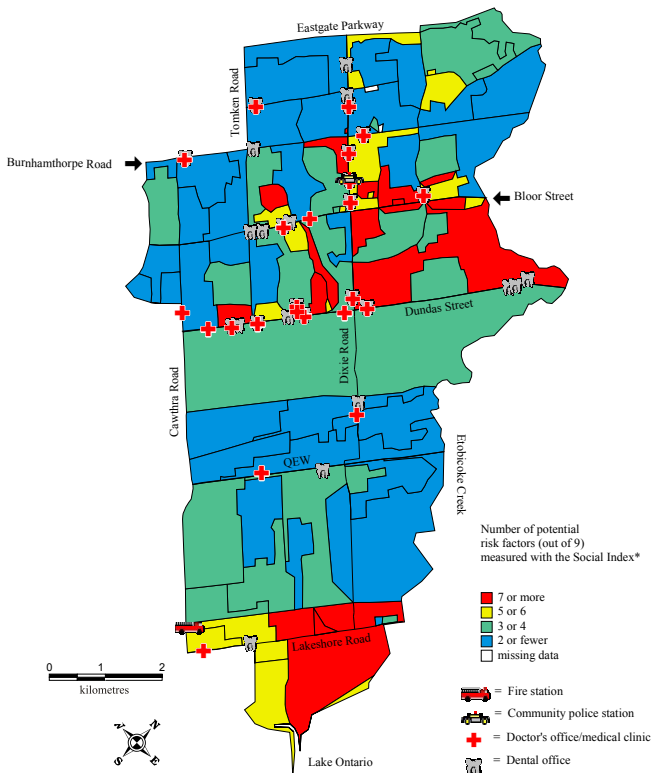 Eastgate Parkway
Tomken Road
Burnhamthorpe Road
Bloor Street
Dundas Street
Dixie Road
Cawthra Road
QEW
Etobicoke Creek
Number of potential
risk factors (out of 9)
measured with the Social Index*
7 or more
5 or 6
3 or 4
2 or fewer
missing data
Lakeshore Road
0 1 2
kilometres
= Fire station
= Community police station
= Doctor's office/medical clinic
= Dental office
N N
S E
Lake Ontario